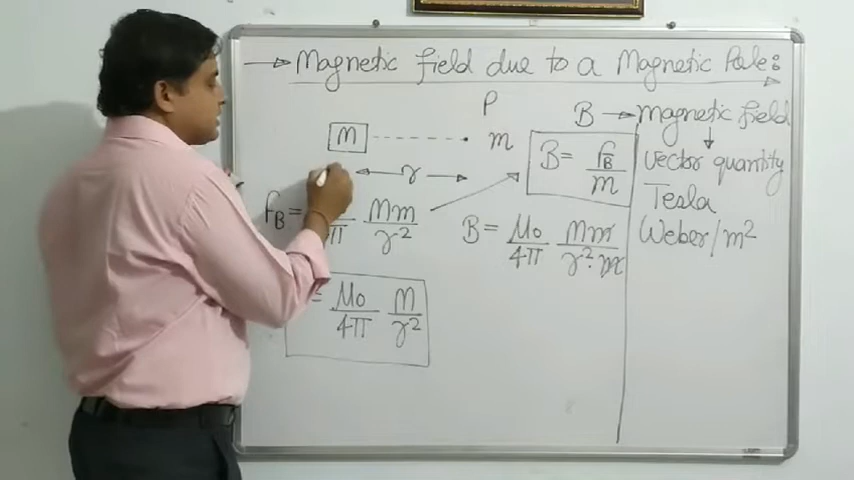 → Magnetic field due to a Magnetic Pole:
P
m
m
r
F_B = /4π Mm/r²
= μ₀/4π m/r²
B = F_B/m
B = μ₀/4π Mm/r².m
B → Magnetic field
↓
Vector quantity
Tesla
Weber/m²